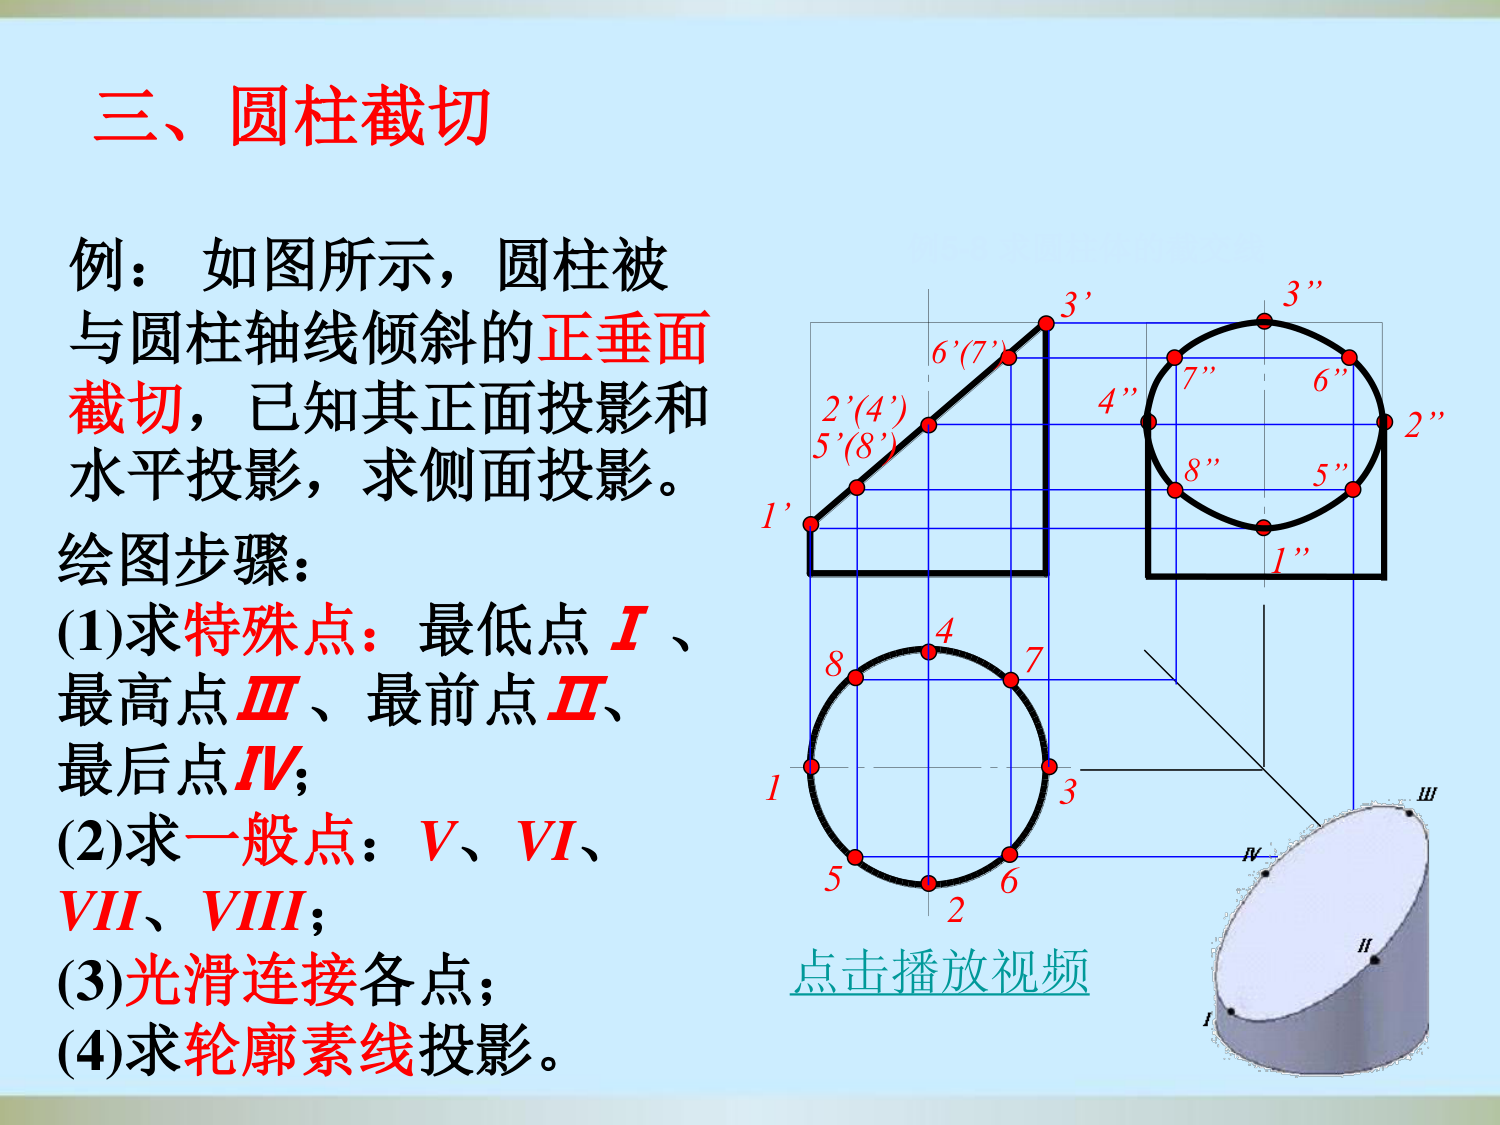 三、圆柱截切
例： 如图所示，圆柱被
与圆柱轴线倾斜的正垂面
截切，已知其正面投影和
水平投影，求侧面投影。
绘图步骤：
(1)求特殊点：最低点 I 、
最高点III 、最前点II、
最后点IV；
(2)求一般点：V、VI、
VII、VIII；
(3)光滑连接各点；
(4)求轮廓素线投影。
3’
6’(7’)
2’(4’)
5’(8’)
1’
3”
7”
6”
4”
2”
8”
5”
1”
4
8
7
1
3
5
6
2
点击播放视频
III
IV
II
I